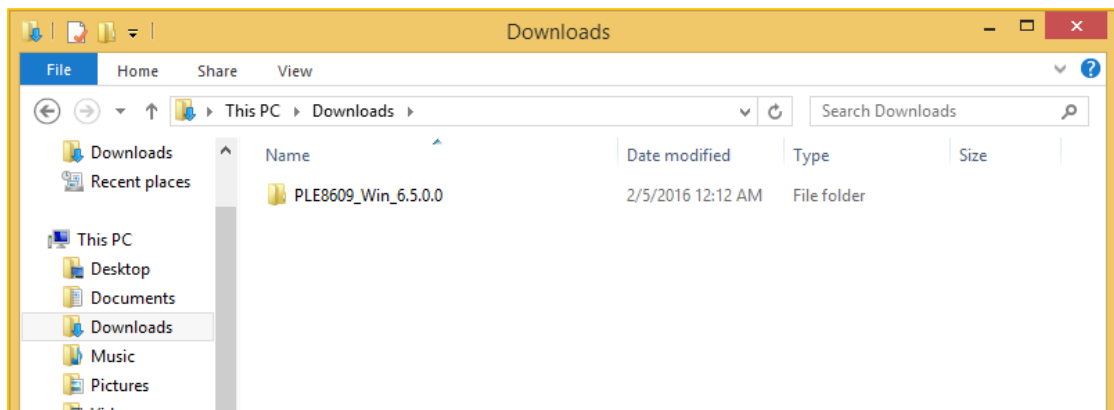 Downloads
File Home Share View
This PC Downloads Search Downloads
Downloads
Recent places
This PC
Desktop
Documents
Downloads
Music
Pictures
Name Date modified Type Size
PLE8609_Win_6.5.0.0 2/5/2016 12:12 AM File folder